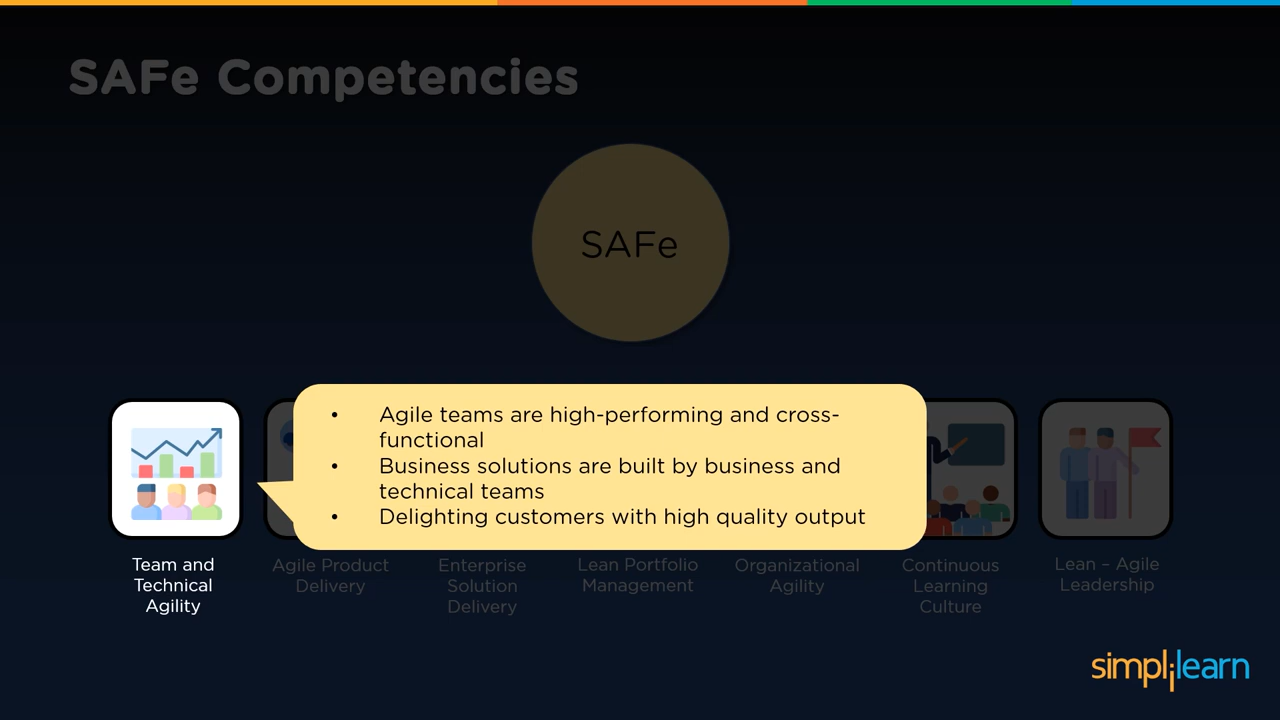 SAFe Competencies
SAFe
• Agile teams are high-performing and cross-
functional
• Business solutions are built by business and
technical teams
• Delighting customers with high quality output
Team and
Technical
Agility
Agile Product
Delivery
Enterprise
Solution
Delivery
Lean Portfolio
Management
Organizational
Agility
Continuous
Learning
Culture
Lean – Agile
Leadership
simplilearn